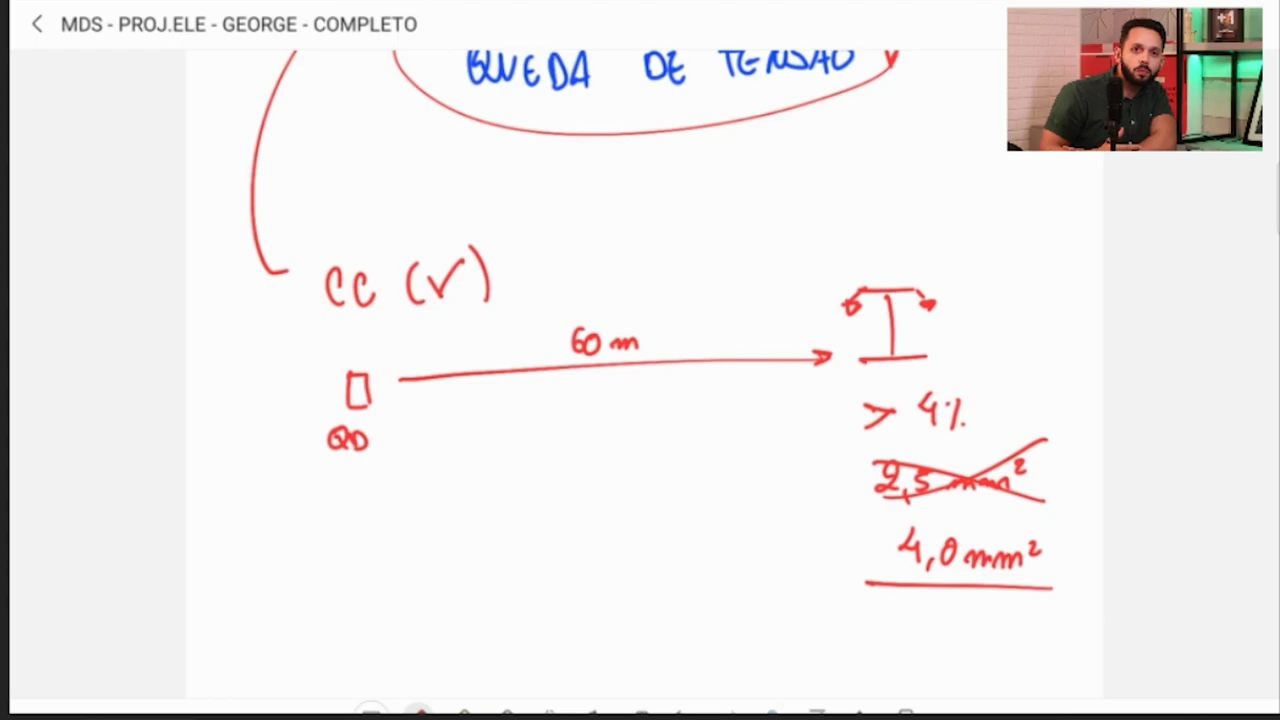 MDS - PROJ.ELE - GEORGE - COMPLETO
QUEDA DE TENSÃO
CC (√)
60 m
QD
> 4%
2,5 mm²
4,0 mm²